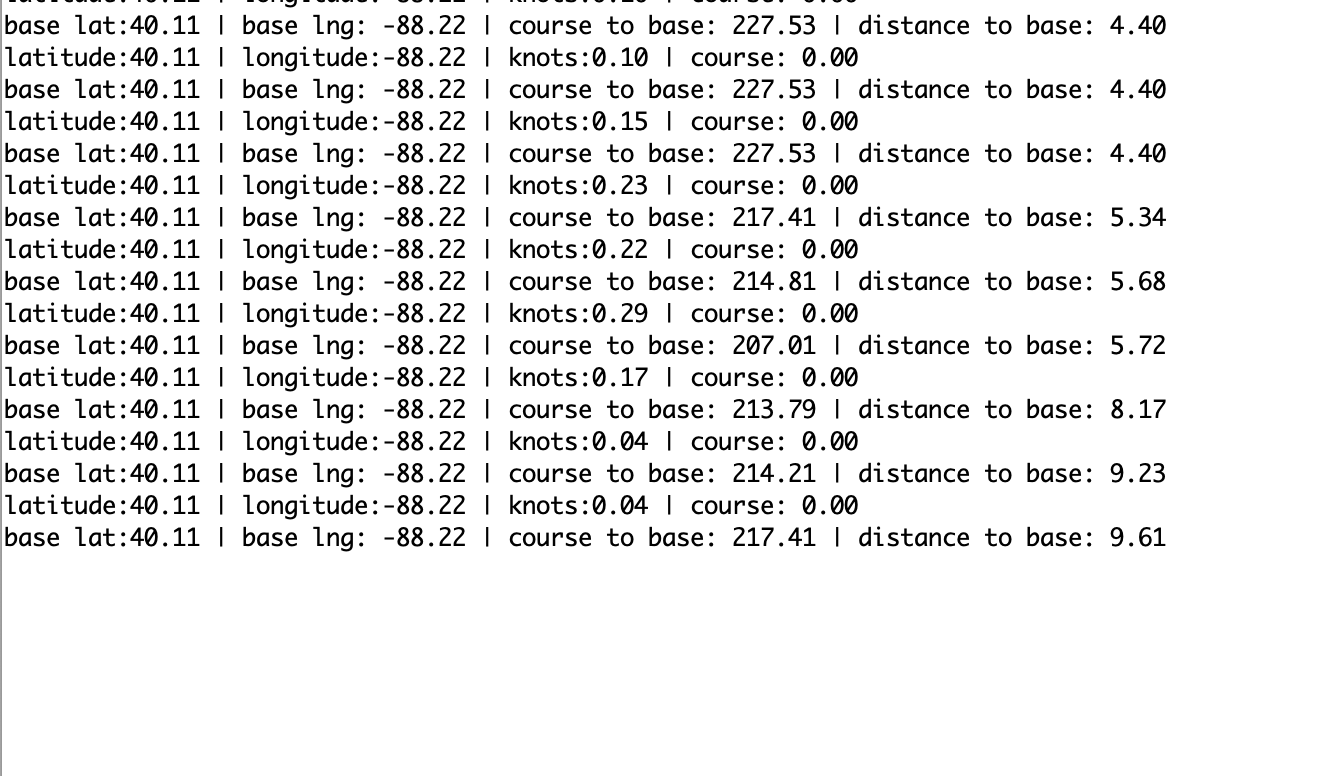 latitude:40.11 | longitude:-88.22 | knots:0.10 | course: 0.00
base lat:40.11 | base lng: -88.22 | course to base: 227.53 | distance to base: 4.40
latitude:40.11 | longitude:-88.22 | knots:0.10 | course: 0.00
base lat:40.11 | base lng: -88.22 | course to base: 227.53 | distance to base: 4.40
latitude:40.11 | longitude:-88.22 | knots:0.15 | course: 0.00
base lat:40.11 | base lng: -88.22 | course to base: 227.53 | distance to base: 4.40
latitude:40.11 | longitude:-88.22 | knots:0.23 | course: 0.00
base lat:40.11 | base lng: -88.22 | course to base: 217.41 | distance to base: 5.34
latitude:40.11 | longitude:-88.22 | knots:0.22 | course: 0.00
base lat:40.11 | base lng: -88.22 | course to base: 214.81 | distance to base: 5.68
latitude:40.11 | longitude:-88.22 | knots:0.29 | course: 0.00
base lat:40.11 | base lng: -88.22 | course to base: 207.01 | distance to base: 5.72
latitude:40.11 | longitude:-88.22 | knots:0.17 | course: 0.00
base lat:40.11 | base lng: -88.22 | course to base: 213.79 | distance to base: 8.17
latitude:40.11 | longitude:-88.22 | knots:0.04 | course: 0.00
base lat:40.11 | base lng: -88.22 | course to base: 214.21 | distance to base: 9.23
latitude:40.11 | longitude:-88.22 | knots:0.04 | course: 0.00
base lat:40.11 | base lng: -88.22 | course to base: 217.41 | distance to base: 9.61